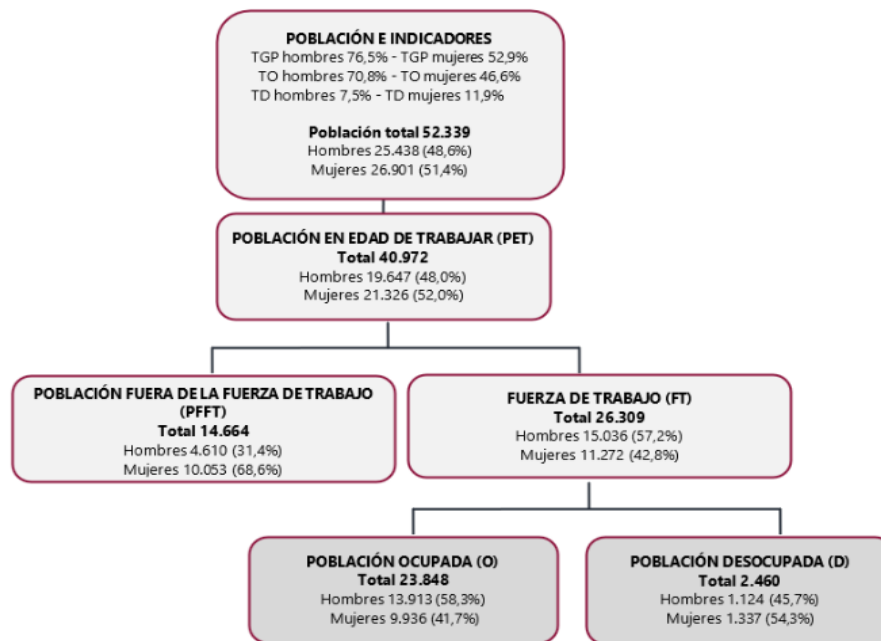 POBLACIÓN E INDICADORES
TGP hombres 76,5% - TGP mujeres 52,9%
TO hombres 70,8% - TO mujeres 46,6%
TD hombres 7,5% - TD mujeres 11,9%
Población total 52.339
Hombres 25.438 (48,6%)
Mujeres 26.901 (51,4%)
POBLACIÓN EN EDAD DE TRABAJAR (PET)
Total 40.972
Hombres 19.647 (48,0%)
Mujeres 21.326 (52,0%)
POBLACIÓN FUERA DE LA FUERZA DE TRABAJO
(PFFT)
Total 14.664
Hombres 4.610 (31,4%)
Mujeres 10.053 (68,6%)
FUERZA DE TRABAJO (FT)
Total 26.309
Hombres 15.036 (57,2%)
Mujeres 11.272 (42,8%)
POBLACIÓN OCUPADA (O)
Total 23.848
Hombres 13.913 (58,3%)
Mujeres 9.936 (41,7%)
POBLACIÓN DESOCUPADA (D)
Total 2.460
Hombres 1.124 (45,7%)
Mujeres 1.337 (54,3%)